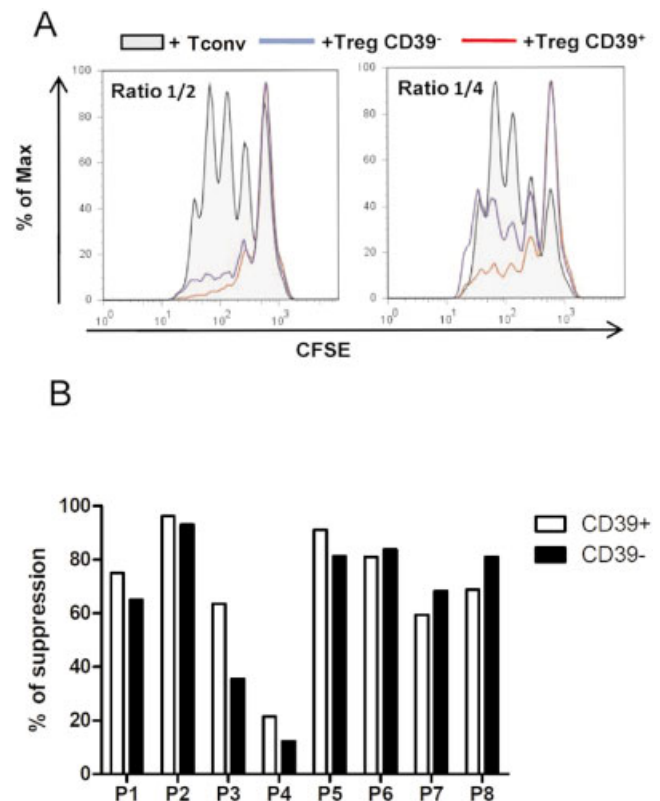 A
+ Tconv +Treg CD39⁻ +Treg CD39⁺
Ratio 1/2 Ratio 1/4
% of Max
100 100
80 80
60 60
40 40
20 20
0 0
10⁰ 10¹ 10² 10³ 10⁰ 10¹ 10² 10³
CFSE
B
% of suppression
100
80
60
40
20
0
CD39+
CD39-
P1 P2 P3 P4 P5 P6 P7 P8